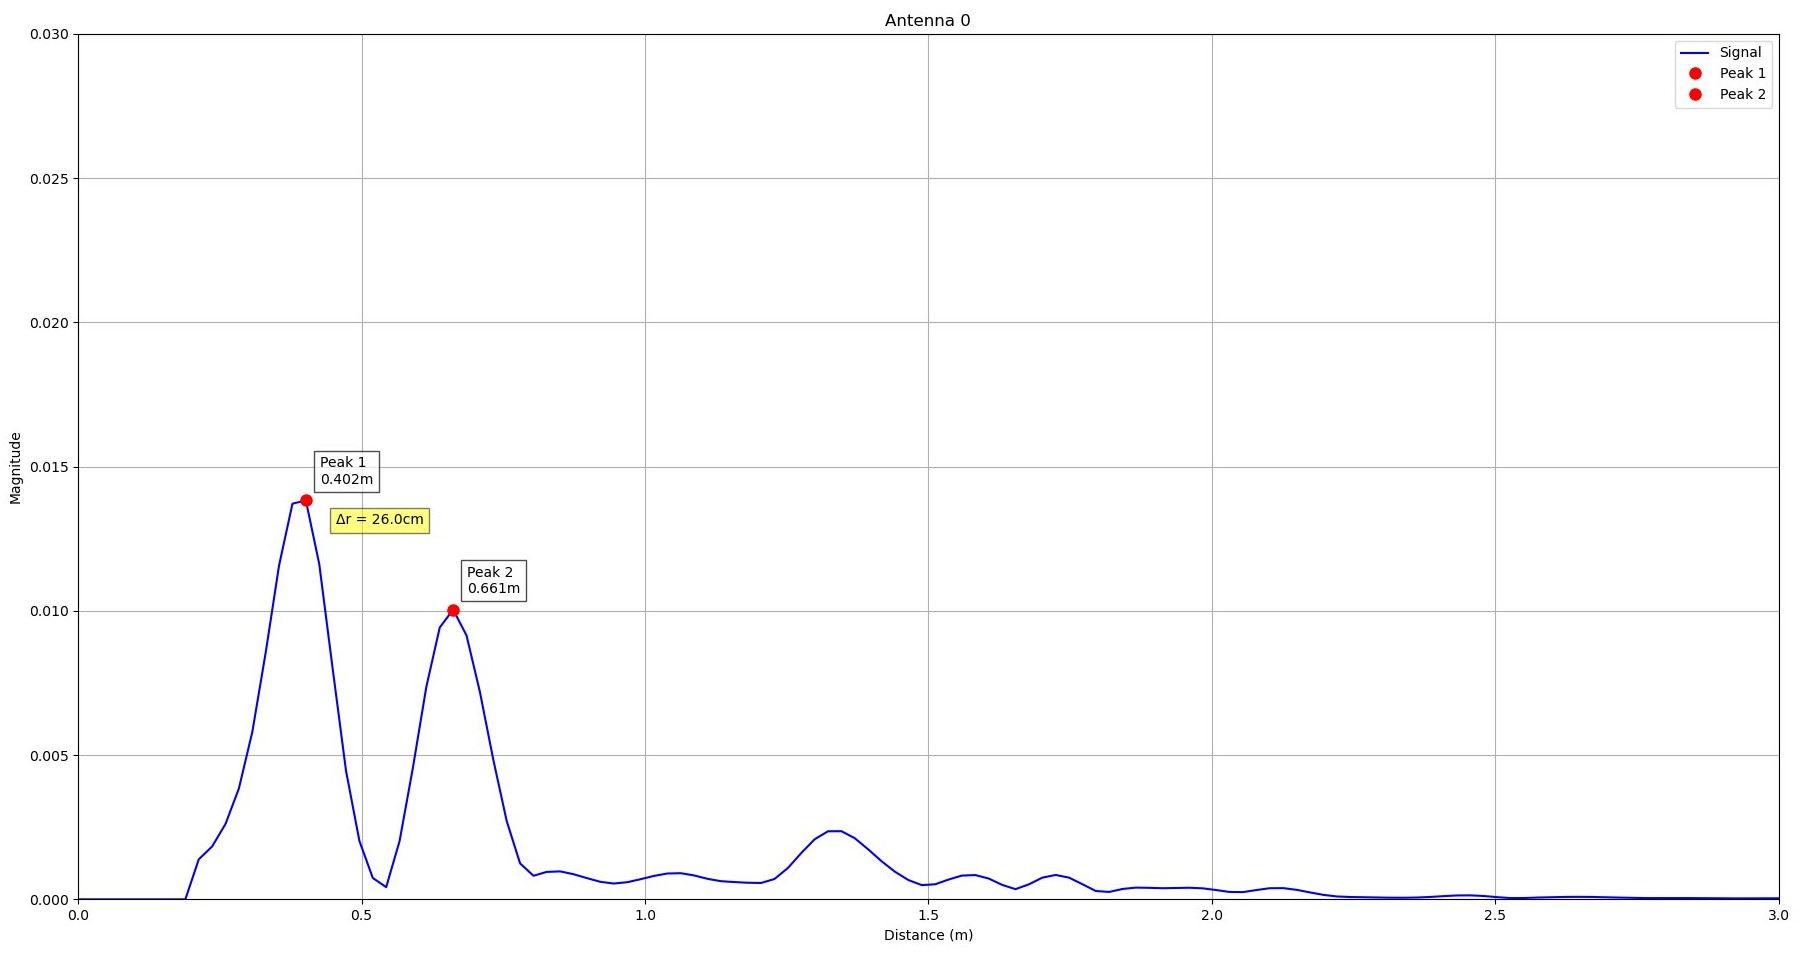 Antenna 0
0.030
0.025
0.020
0.015
0.010
0.005
0.000
Magnitude
Signal
Peak 1
Peak 2
Peak 1
0.402m
Δr = 26.0cm
Peak 2
0.661m
0.0 0.5 1.0 1.5 2.0 2.5 3.0
Distance (m)